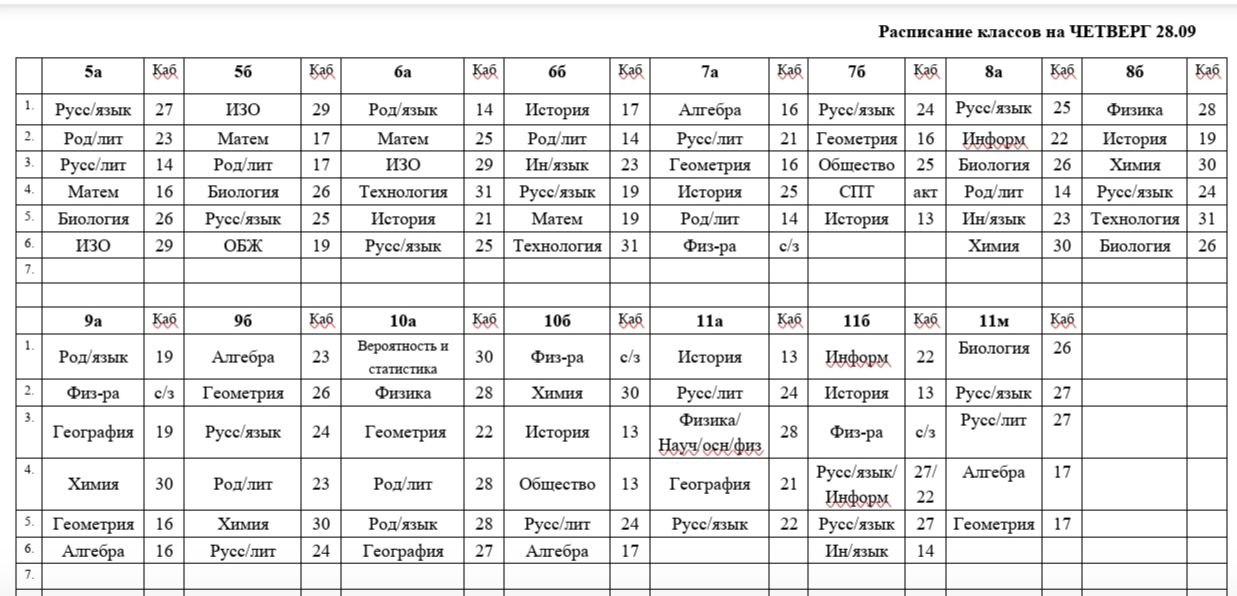 Расписание классов на ЧЕТВЕРГ 28.09
5а Каб 5б Каб 6а Каб 6б Каб 7а Каб 7б Каб 8а Каб 8б Каб
1. Русс/язык 27 ИЗО 29 Род/язык 14 История 17 Алгебра 16 Русс/язык 24 Русс/язык 25 Физика 28
2. Род/лит 23 Матем 17 Матем 25 Род/лит 14 Русс/лит 21 Геометрия 16 Информ 22 История 19
3. Русс/лит 14 Род/лит 17 ИЗО 29 Ин/язык 23 Геометрия 16 Общество 25 Биология 26 Химия 30
4. Матем 16 Биология 26 Технология 31 Русс/язык 19 История 25 СПТ акт Род/лит 14 Русс/язык 24
5. Биология 26 Русс/язык 25 История 21 Матем 19 Род/лит 14 История 13 Ин/язык 23 Технология 31
6. ИЗО 29 ОБЖ 19 Русс/язык 25 Технология 31 Физ-ра с/з Химия 30 Биология 26
7.
9а Каб 9б Каб 10а Каб 10б Каб 11а Каб 11б Каб 11м Каб
1. Род/язык 19 Алгебра 23 Вероятность и статистика 30 Физ-ра с/з История 13 Информ 22 Биология 26
2. Физ-ра с/з Геометрия 26 Физика 28 Химия 30 Русс/лит 24 История 13 Русс/язык 27
3. География 19 Русс/язык 24 Геометрия 22 История 13 Физика/ Науч/осн/физ 28 Физ-ра с/з Русс/лит 27
4. Химия 30 Род/лит 23 Род/лит 28 Общество 13 География 21 Русс/язык/ Информ 27/ 22 Алгебра 17
5. Геометрия 16 Химия 30 Род/язык 28 Русс/лит 24 Русс/язык 22 Русс/язык 27 Геометрия 17
6. Алгебра 16 Русс/лит 24 География 27 Алгебра 17 Ин/язык 14
7.